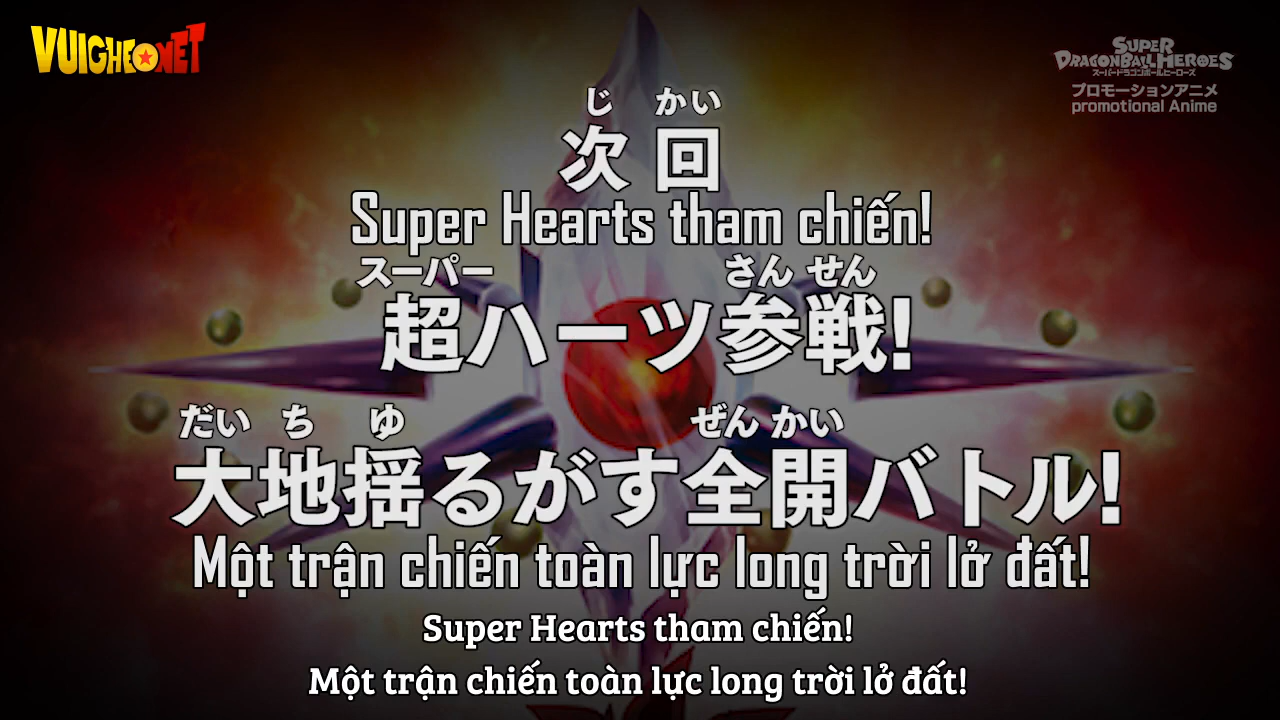 VUIGHE NET
SUPER
DRAGONBALL HEROES
スーパードラゴンボールヒーローズ
プロモーションアニメ
promotional Anime
じ かい
次回
Super Hearts tham chiến!
スーパー さん せん
超ハーツ参戦!
だい ち ゆ ぜん かい
大地揺るがす全開バトル!
Một trận chiến toàn lực long trời lở đất!
Super Hearts tham chiến!
Một trận chiến toàn lực long trời lở đất!